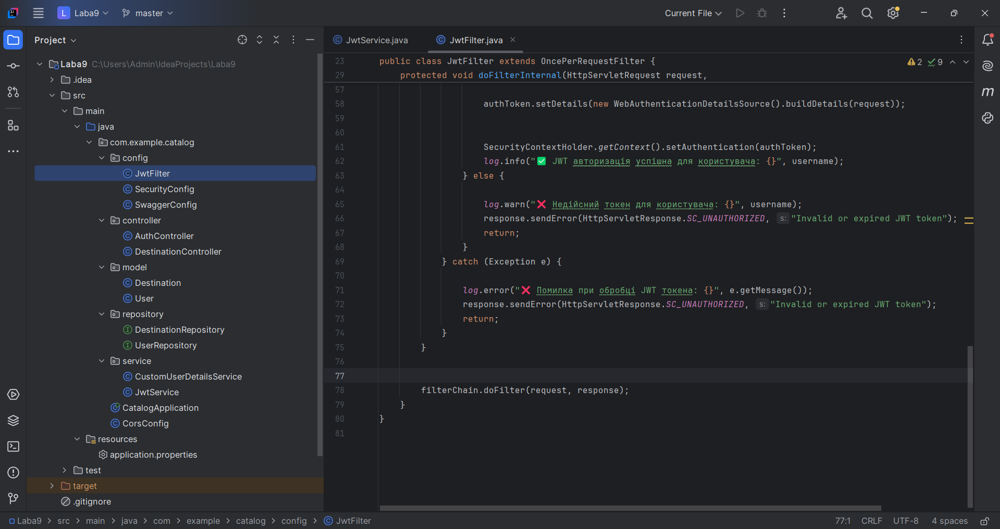 L Laba9 master Current File
Project
Laba9 C:\Users\Admin\IdeaProjects\Laba9
.idea
src
main
java
com.example.catalog
config
JwtFilter
SecurityConfig
SwaggerConfig
controller
AuthController
DestinationController
model
Destination
User
repository
DestinationRepository
UserRepository
service
CustomUserDetailsService
JwtService
CatalogApplication
CorsConfig
resources
application.properties
test
target
.gitignore
JwtService.java JwtFilter.java
23 public class JwtFilter extends OncePerRequestFilter { 2 9
29 protected void doFilterInternal(HttpServletRequest request,
57
58 authToken.setDetails(new WebAuthenticationDetailsSource().buildDetails(request));
59
60
61 SecurityContextHolder.getContext().setAuthentication(authToken);
62 log.info("✅ JWT авторизація успішна для користувача: {}", username);
63 } else {
64
65 log.warn("❌ Недійсний токен для користувача: {}", username);
66 response.sendError(HttpServletResponse.SC_UNAUTHORIZED, s: "Invalid or expired JWT token");
67 return;
68 }
69 } catch (Exception e) {
70
71 log.error("❌ Помилка при обробці JWT токена: {}", e.getMessage());
72 response.sendError(HttpServletResponse.SC_UNAUTHORIZED, s: "Invalid or expired JWT token");
73 return;
74 }
75 }
76
77
78 filterChain.doFilter(request, response);
79 }
80 }
81
Laba9 > src > main > java > com > example > catalog > config > JwtFilter 77:1 CRLF UTF-8 4 spaces